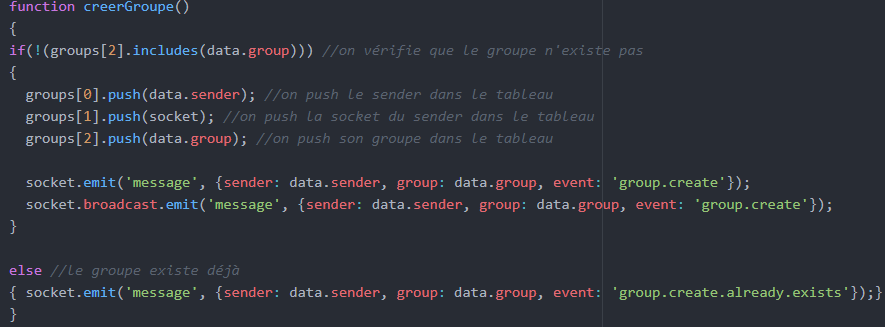 function creerGroupe()
{
if(!(groups[2].includes(data.group))) //on vérifie que le groupe n'existe pas
{
  groups[0].push(data.sender); //on push le sender dans le tableau
  groups[1].push(socket); //on push la socket du sender dans le tableau
  groups[2].push(data.group); //on push son groupe dans le tableau

  socket.emit('message', {sender: data.sender, group: data.group, event: 'group.create'});
  socket.broadcast.emit('message', {sender: data.sender, group: data.group, event: 'group.create'});
}

else //le groupe existe déjà
{ socket.emit('message', {sender: data.sender, group: data.group, event: 'group.create.already.exists'});}
}